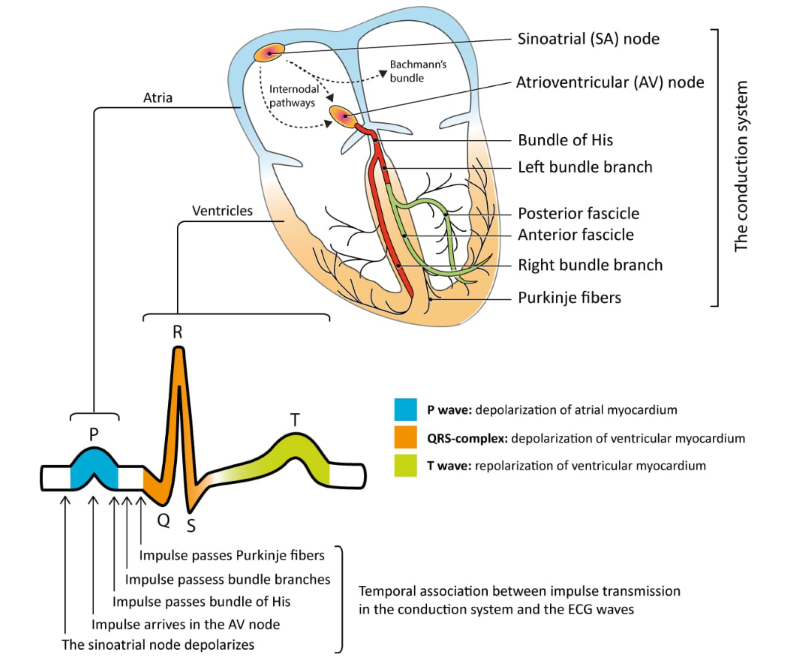 Sinoatrial (SA) node
Bachmann's
bundle
Atrioventricular (AV) node
Internodal
pathways
Atria
Bundle of His
Left bundle branch
The conduction system
Ventricles
Posterior fascicle
Anterior fascicle
Right bundle branch
Purkinje fibers
R
P wave: depolarization of atrial myocardium
QRS-complex: depolarization of ventricular myocardium
T wave: repolarization of ventricular myocardium
P
T
Q
S
Impulse passes Purkinje fibers
Impulse passess bundle branches
Impulse passes bundle of His
Impulse arrives in the AV node
The sinoatrial node depolarizes
Temporal association between impulse transmission
in the conduction system and the ECG waves